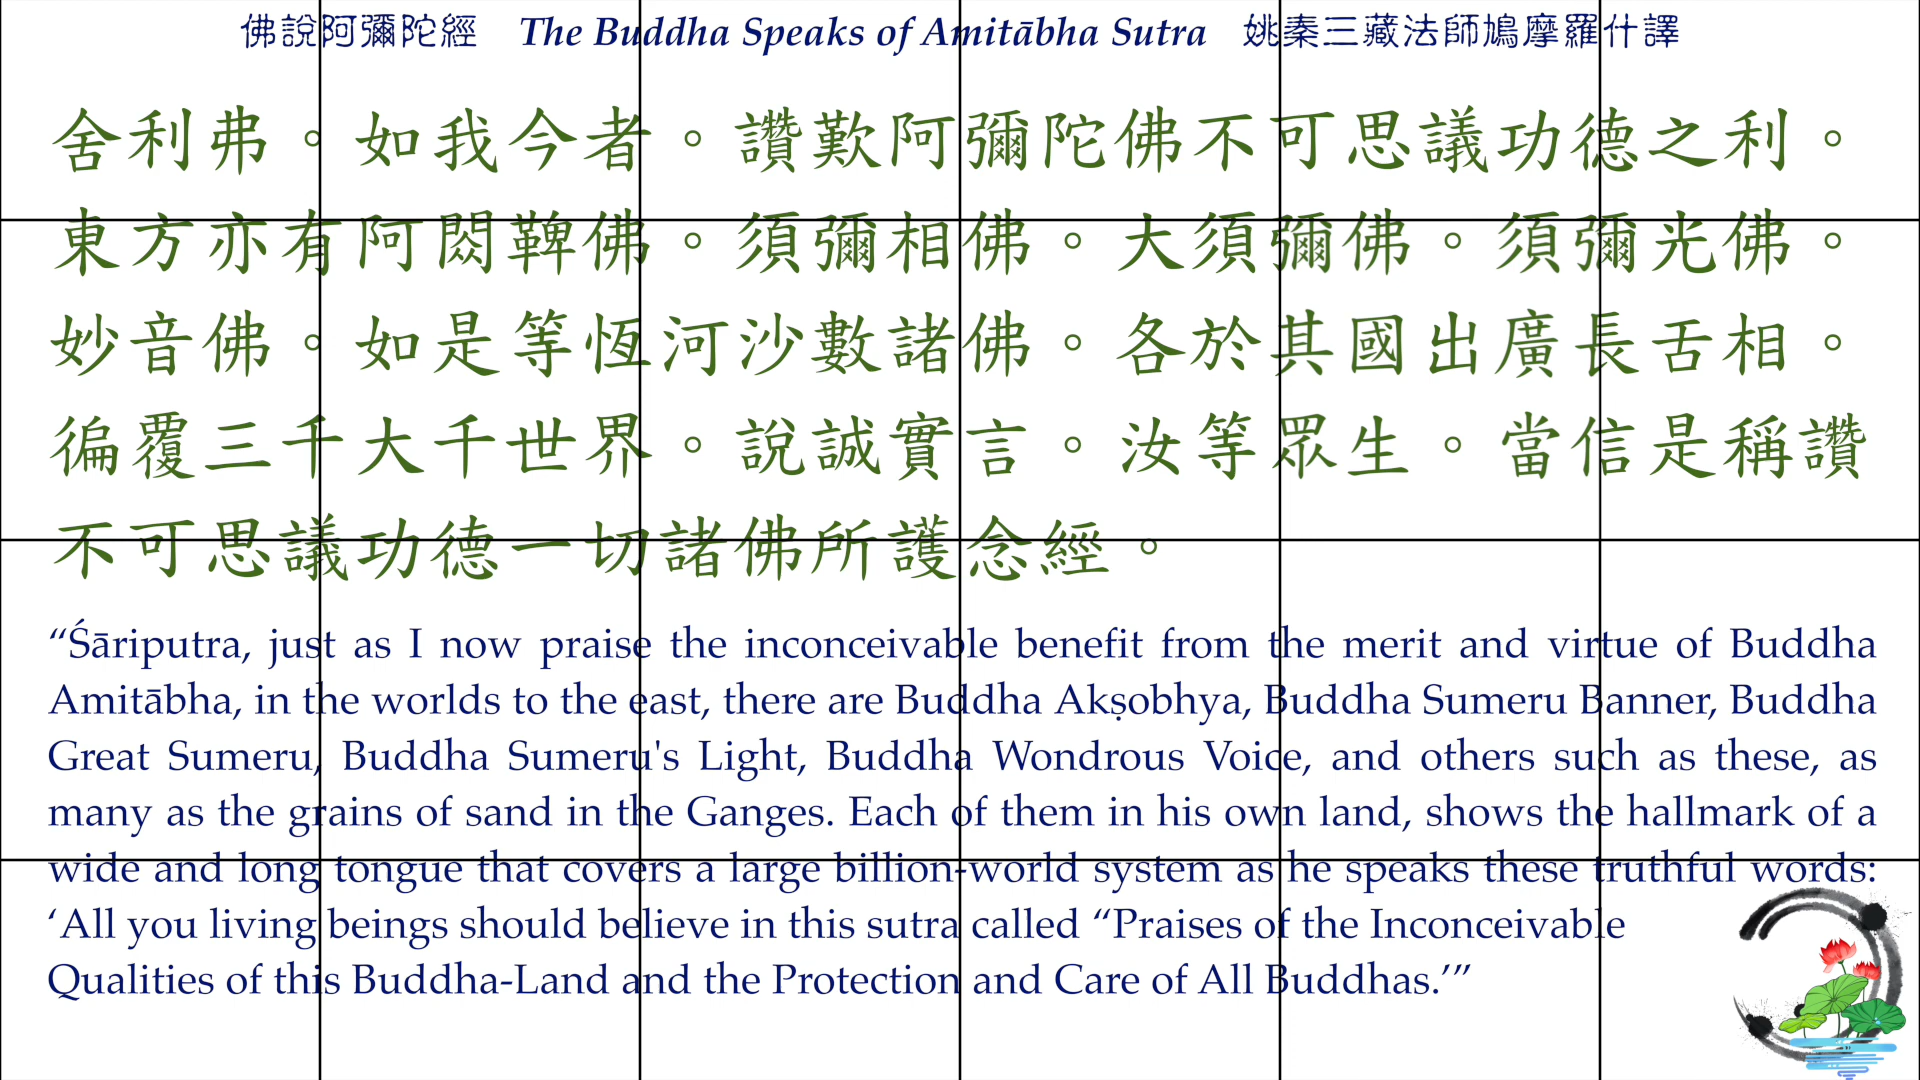 佛說阿彌陀經 The Buddha Speaks of Amitābha Sutra 姚秦三藏法師鳩摩羅什譯
舍利弗。如我今者。讚歎阿彌陀佛不可思議功德之利。
東方亦有阿閦鞞佛。須彌相佛。大須彌佛。須彌光佛。
妙音佛。如是等恆河沙數諸佛。各於其國出廣長舌相。
徧覆三千大千世界。說誠實言。汝等眾生。當信是稱讚
不可思議功德一切諸佛所護念經。
“Śāriputra, just as I now praise the inconceivable benefit from the merit and virtue of Buddha
Amitābha, in the worlds to the east, there are Buddha Akṣobhya, Buddha Sumeru Banner, Buddha
Great Sumeru, Buddha Sumeru's Light, Buddha Wondrous Voice, and others such as these, as
many as the grains of sand in the Ganges. Each of them in his own land, shows the hallmark of a
wide and long tongue that covers a large billion-world system as he speaks these truthful words:
‘All you living beings should believe in this sutra called “Praises of the Inconceivable
Qualities of this Buddha-Land and the Protection and Care of All Buddhas.’”